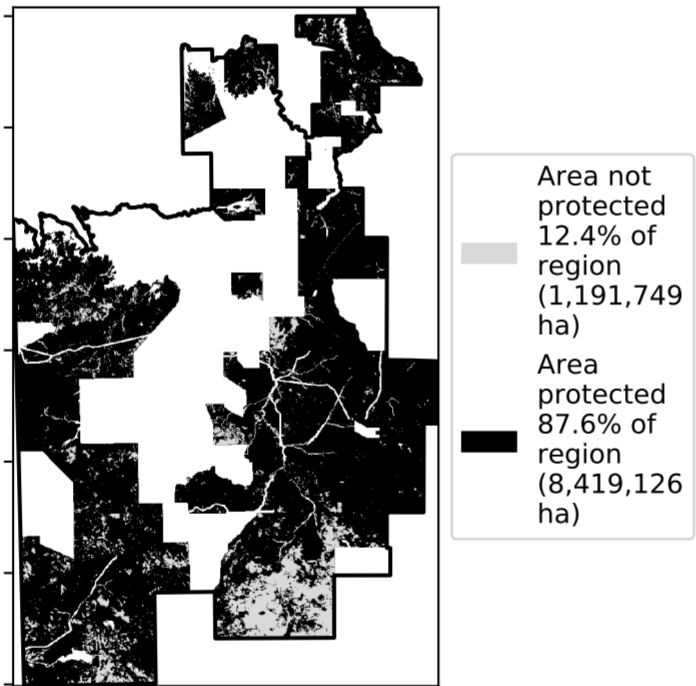 Area not
protected
12.4% of
region
(1,191,749
ha)
Area
protected
87.6% of
region
(8,419,126
ha)